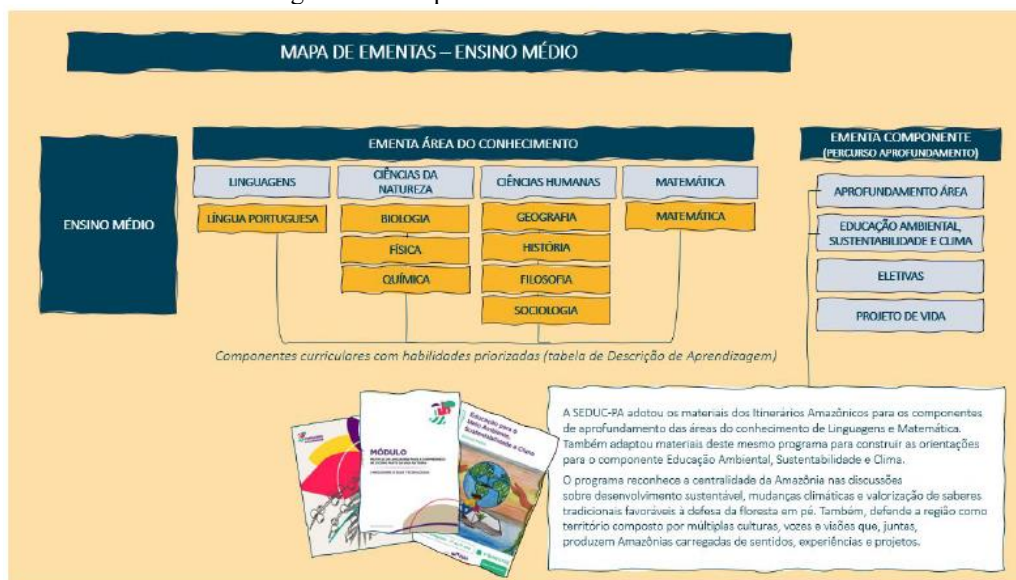 MAPA DE EMENTAS – ENSINO MÉDIO
ENSINO MÉDIO
EMENTA ÁREA DO CONHECIMENTO
LINGUAGENS
CIÊNCIAS DA
NATUREZA
CIÊNCIAS HUMANAS
MATEMÁTICA
LÍNGUA PORTUGUESA
BIOLOGIA
GEOGRAFIA
MATEMÁTICA
FÍSICA
HISTÓRIA
QUÍMICA
FILOSOFIA
SOCIOLOGIA
Componentes curriculares com habilidades priorizadas (tabela de Descrição de Aprendizagem)
EMENTA COMPONENTE
(PERCURSO APROFUNDAMENTO)
APROFUNDAMENTO ÁREA
EDUCAÇÃO AMBIENTAL,
SUSTENTABILIDADE E CLIMA
ELETIVAS
PROJETO DE VIDA
MÓDULO
Educação para o
Meio Ambiente,
Sustentabilidade e Clima
A SEDUC-PA adotou os materiais dos Itinerários Amazônicos para os componentes
de aprofundamento das áreas do conhecimento de Linguagens e Matemática.
Também adaptou materiais deste mesmo programa para construir as orientações
para o componente Educação Ambiental, Sustentabilidade e Clima.
O programa reconhece a centralidade da Amazônia nas discussões
sobre desenvolvimento sustentável, mudanças climáticas e valorização de saberes
tradicionais favoráveis à defesa da floresta em pé. Também, defende a região como
território composto por múltiplas culturas, vozes e visões que, juntas,
produzem Amazônias carregadas de sentidos, experiências e projetos.